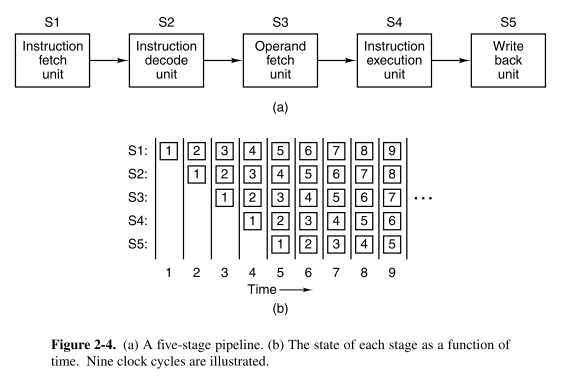 S1 S2 S3 S4 S5
Instruction fetch unit
Instruction decode unit
Operand fetch unit
Instruction execution unit
Write back unit
(a)
S1: 1 2 3 4 5 6 7 8 9
S2: 1 2 3 4 5 6 7 8
S3: 1 2 3 4 5 6 7 ...
S4: 1 2 3 4 5 6
S5: 1 2 3 4 5
1 2 3 4 5 6 7 8 9
Time
(b)
Figure 2-4. (a) A five-stage pipeline. (b) The state of each stage as a function of
time. Nine clock cycles are illustrated.